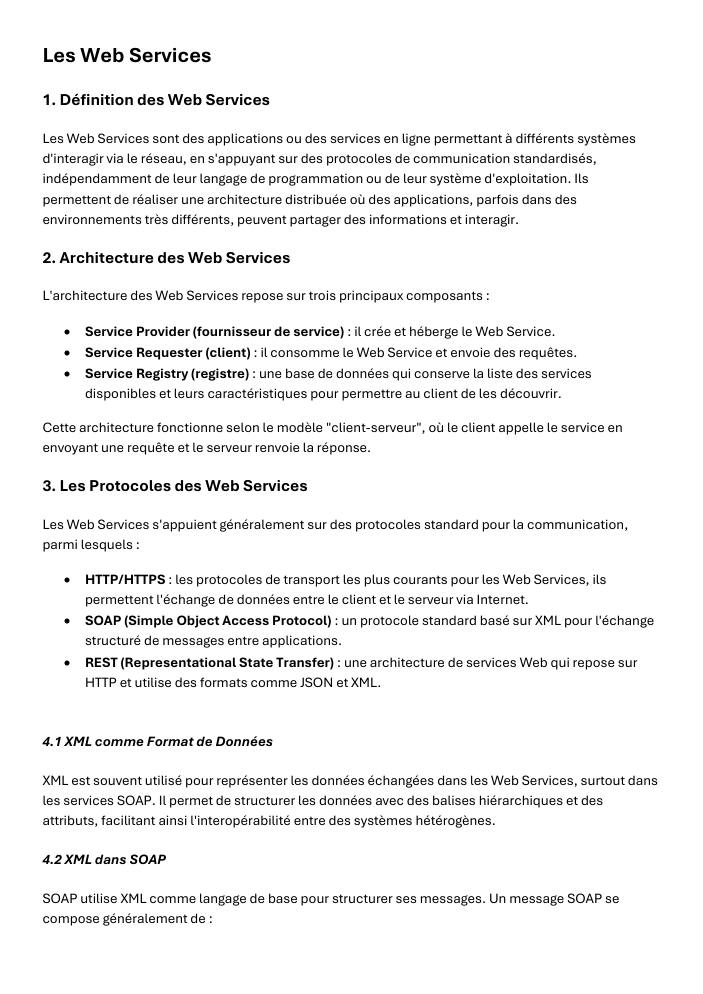 Les Web Services
1. Définition des Web Services
Les Web Services sont des applications ou des services en ligne permettant à différents systèmes
d'interagir via le réseau, en s'appuyant sur des protocoles de communication standardisés,
indépendamment de leur langage de programmation ou de leur système d'exploitation. Ils
permettent de réaliser une architecture distribuée où des applications, parfois dans des
environnements très différents, peuvent partager des informations et interagir.
2. Architecture des Web Services
L'architecture des Web Services repose sur trois principaux composants :
• Service Provider (fournisseur de service) : il crée et héberge le Web Service.
• Service Requester (client) : il consomme le Web Service et envoie des requêtes.
• Service Registry (registre) : une base de données qui conserve la liste des services
disponibles et leurs caractéristiques pour permettre au client de les découvrir.
Cette architecture fonctionne selon le modèle "client-serveur", où le client appelle le service en
envoyant une requête et le serveur renvoie la réponse.
3. Les Protocoles des Web Services
Les Web Services s'appuient généralement sur des protocoles standard pour la communication,
parmi lesquels :
• HTTP/HTTPS : les protocoles de transport les plus courants pour les Web Services, ils
permettent l'échange de données entre le client et le serveur via Internet.
• SOAP (Simple Object Access Protocol) : un protocole standard basé sur XML pour l'échange
structuré de messages entre applications.
• REST (Representational State Transfer) : une architecture de services Web qui repose sur
HTTP et utilise des formats comme JSON et XML.
4.1 XML comme Format de Données
XML est souvent utilisé pour représenter les données échangées dans les Web Services, surtout dans
les services SOAP. Il permet de structurer les données avec des balises hiérarchiques et des
attributs, facilitant ainsi l'interopérabilité entre des systèmes hétérogènes.
4.2 XML dans SOAP
SOAP utilise XML comme langage de base pour structurer ses messages. Un message SOAP se
compose généralement de :